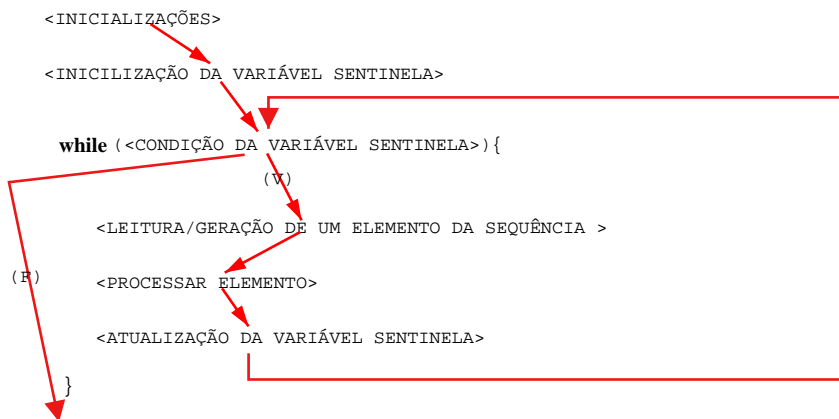 <INICIALIZAÇÕES>
<INICILIZAÇÃO DA VARIÁVEL SENTINELA>
while (<CONDIÇÃO DA VARIÁVEL SENTINELA>){
(V)
<LEITURA/GERAÇÃO DE UM ELEMENTO DA SEQUÊNCIA >
(F)
<PROCESSAR ELEMENTO>
<ATUALIZAÇÃO DA VARIÁVEL SENTINELA>
}